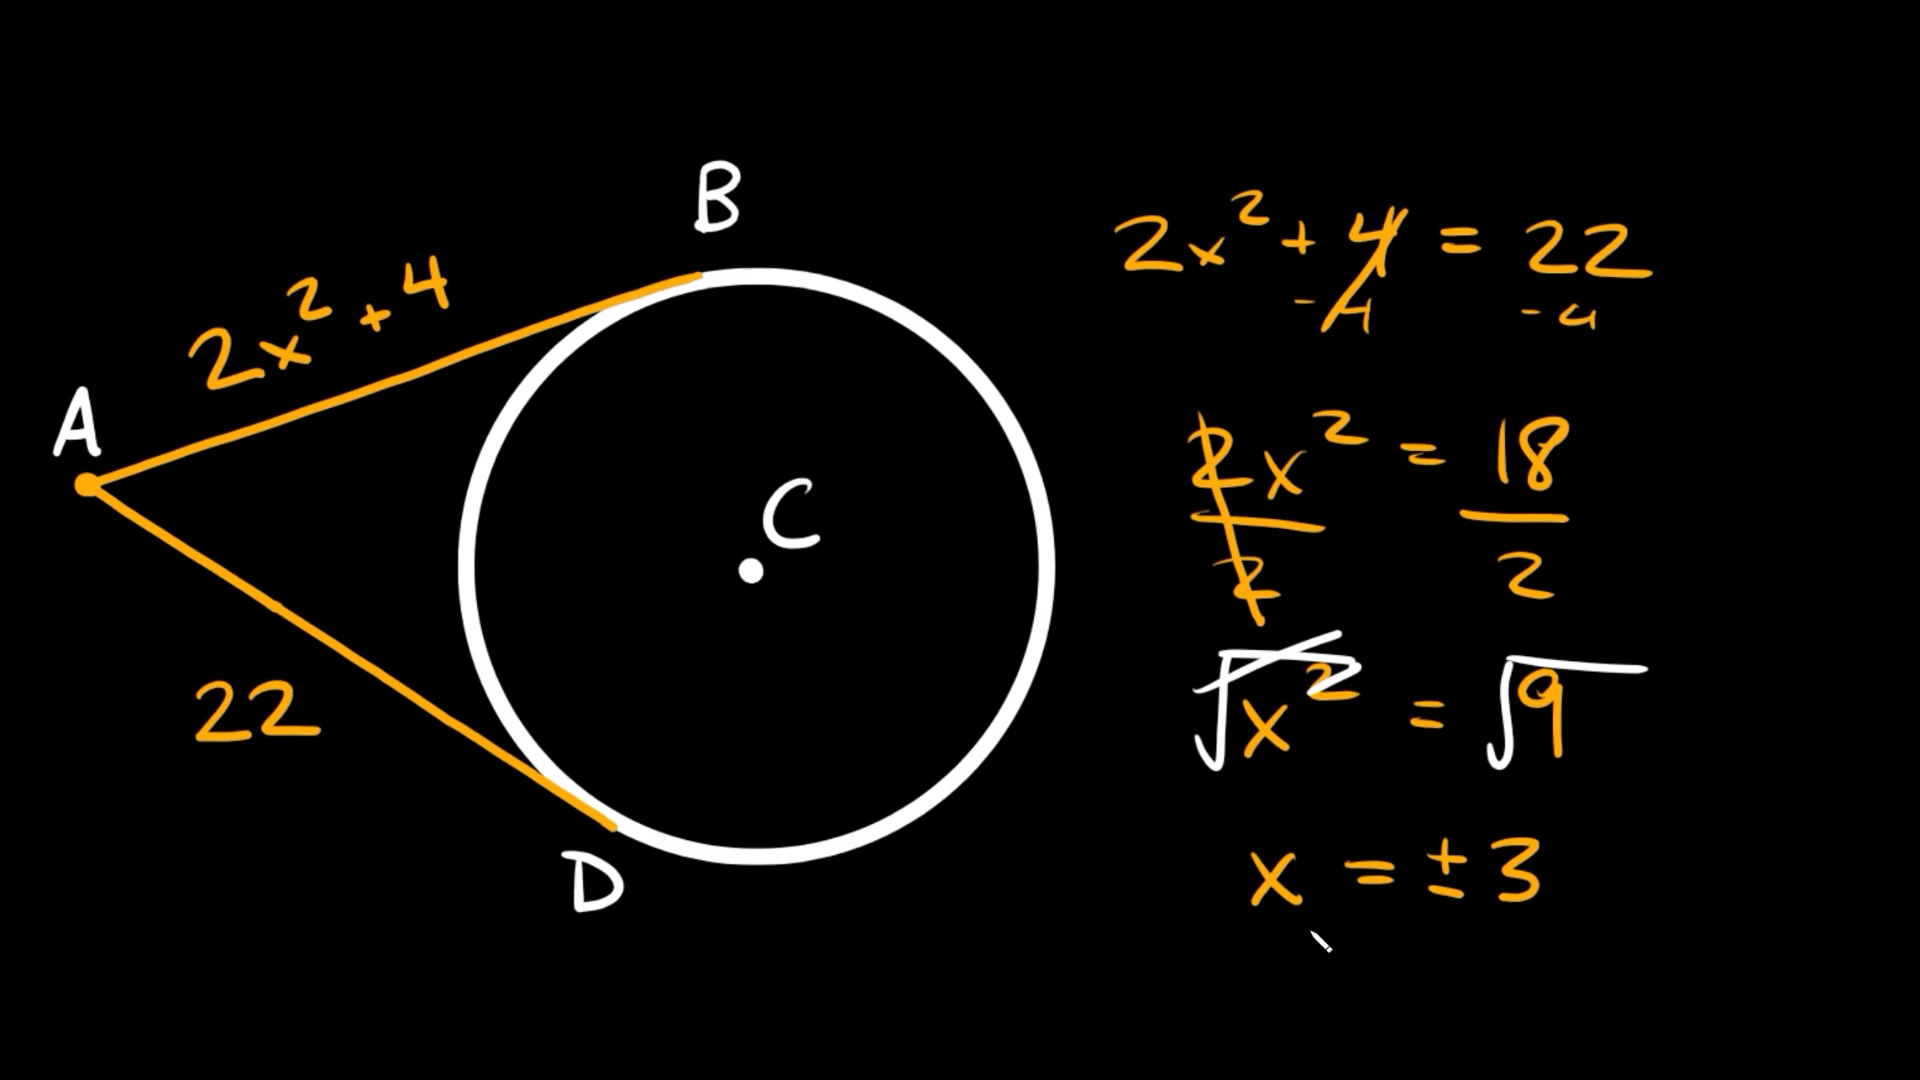 B
2x² + 4
A
C
22
D
2x² + 4 = 22
- 4 - 4
2x² = 18
2 2
√x² = √9
x = ± 3